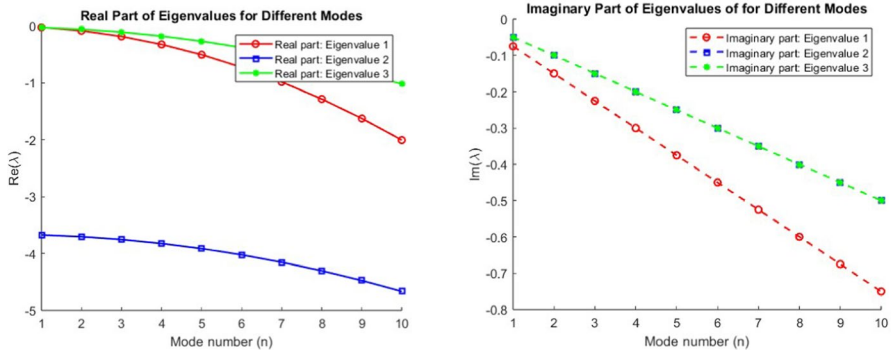 Real Part of Eigenvalues for Different Modes
0
-1
-2
-3
-4
-5
Re(λ)
Real part: Eigenvalue 1
Real part: Eigenvalue 2
Real part: Eigenvalue 3
1 2 3 4 5 6 7 8 9 10
Mode number (n)
Imaginary Part of Eigenvalues of for Different Modes
0
-0.1
-0.2
-0.3
-0.4
-0.5
-0.6
-0.7
-0.8
Im(λ)
Imaginary part: Eigenvalue 1
Imaginary part: Eigenvalue 2
Imaginary part: Eigenvalue 3
1 2 3 4 5 6 7 8 9 10
Mode number (n)